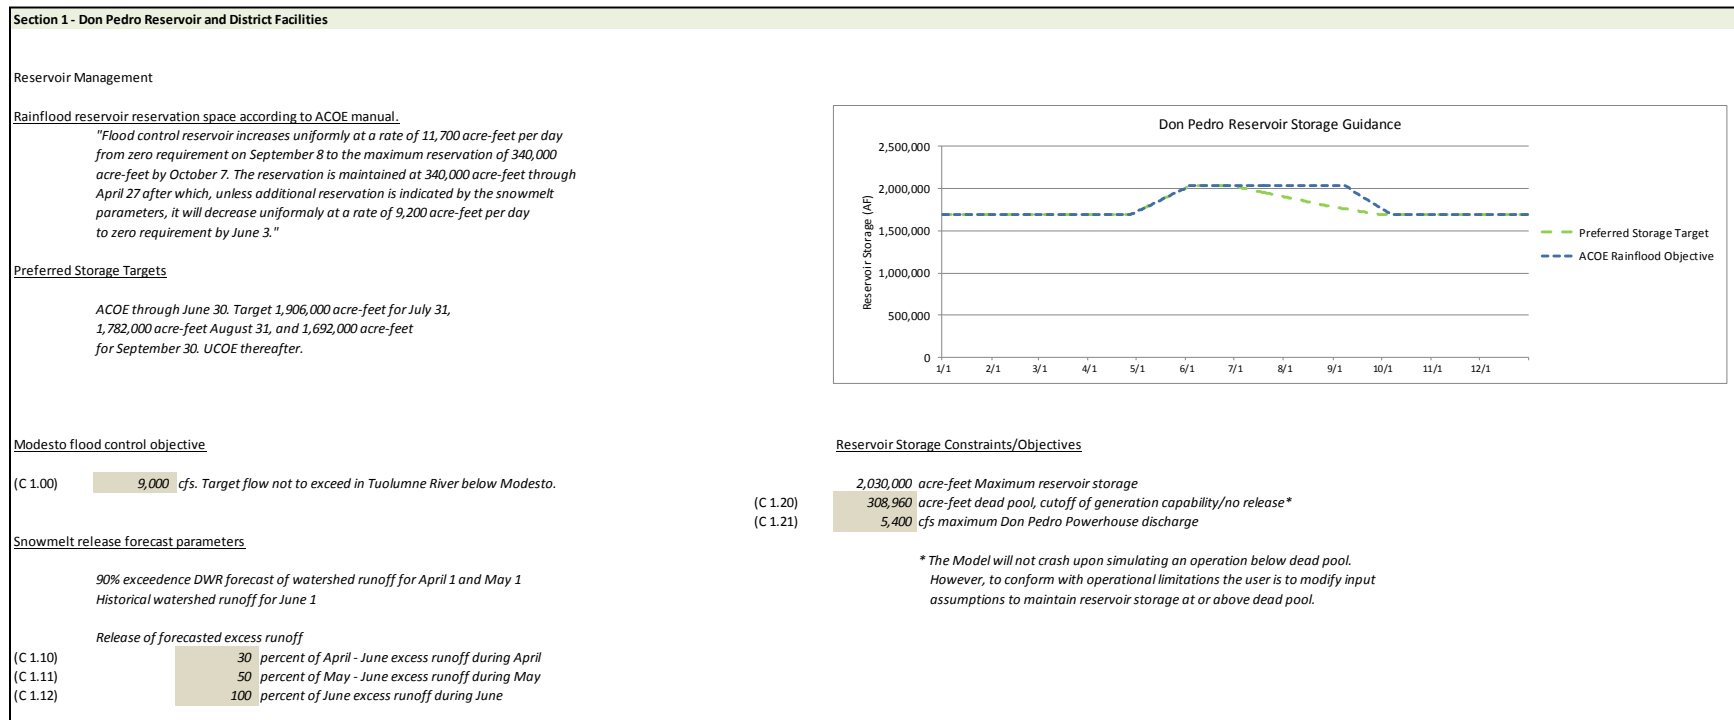 Section 1 - Don Pedro Reservoir and District Facilities
Reservoir Management
Rainflood reservoir reservation space according to ACOE manual.
"Flood control reservoir increases uniformly at a rate of 11,700 acre-feet per day
from zero requirement on September 8 to the maximum reservation of 340,000
acre-feet by October 7. The reservation is maintained at 340,000 acre-feet through
April 27 after which, unless additional reservation is indicated by the snowmelt
parameters, it will decrease uniformaly at a rate of 9,200 acre-feet per day
to zero requirement by June 3."
Preferred Storage Targets
ACOE through June 30. Target 1,906,000 acre-feet for July 31,
1,782,000 acre-feet August 31, and 1,692,000 acre-feet
for September 30. UCOE thereafter.
Don Pedro Reservoir Storage Guidance
Reservoir Storage (AF)
2,500,000
2,000,000
1,500,000
1,000,000
500,000
0
1/1 2/1 3/1 4/1 5/1 6/1 7/1 8/1 9/1 10/1 11/1 12/1
Preferred Storage Target
ACOE Rainflood Objective
Modesto flood control objective
(C 1.00) 9,000 cfs. Target flow not to exceed in Tuolumne River below Modesto.
Snowmelt release forecast parameters
90% exceedence DWR forecast of watershed runoff for April 1 and May 1
Historical watershed runoff for June 1
Release of forecasted excess runoff
(C 1.10) 30 percent of April - June excess runoff during April
(C 1.11) 50 percent of May - June excess runoff during May
(C 1.12) 100 percent of June excess runoff during June
Reservoir Storage Constraints/Objectives
2,030,000 acre-feet Maximum reservoir storage
(C 1.20) 308,960 acre-feet dead pool, cutoff of generation capability/no release*
(C 1.21) 5,400 cfs maximum Don Pedro Powerhouse discharge
* The Model will not crash upon simulating an operation below dead pool.
However, to conform with operational limitations the user is to modify input
assumptions to maintain reservoir storage at or above dead pool.